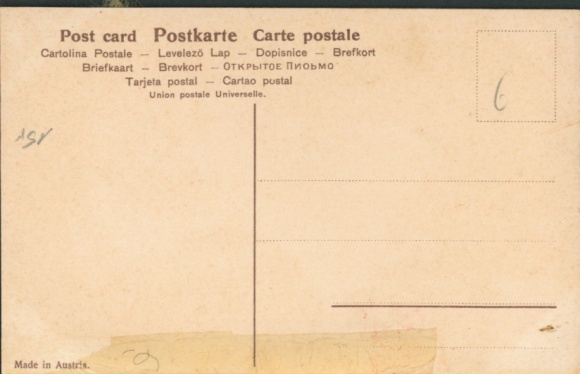 Post card Postkarte Carte postale
Cartolina Postale — Levelező Lap — Dopisnice — Brefkort
Briefkaart — Brevkort — Открытое Письмо
Tarjeta postal — Cartao postal
Union postale Universelle.
6
Made in Austria.